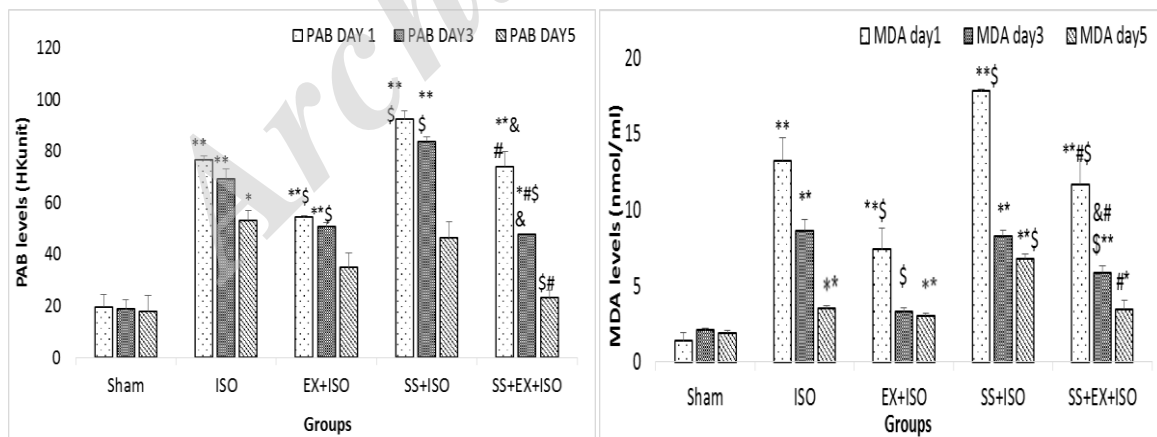 PAB DAY 1 PAB DAY3 PAB DAY5
120
100
80
60
40
20
0
PAB levels (HKunit)
** ** *
**$ **$
** **
$ $
**& #
*#$ &
$#
Sham ISO EX+ISO SS+ISO SS+EX+ISO
Groups
MDA day1 MDA day3 MDA day5
20
15
10
5
0
MDA levels (nmol/ml)
** ** **
**$ $ **
**$ ** **$
**#$
&#
$**
#*
Sham ISO EX+ISO SS+ISO SS+EX+ISO
Groups
Arch